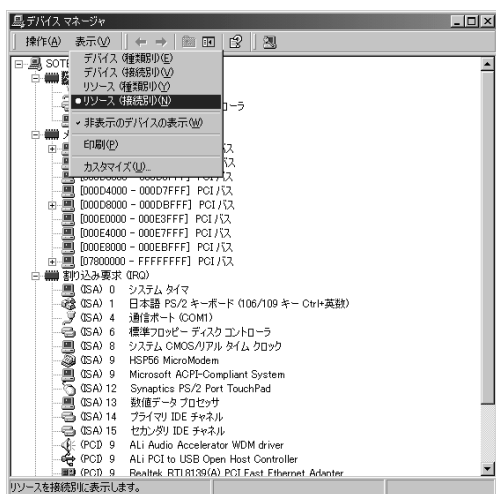 デバイス マネージャ
操作(A) 表示(V)
デバイス (種類別)(E)
デバイス (接続別)(V)
リソース (種類別)(Y)
リソース (接続別)(N)
非表示のデバイスの表示(W)
印刷(P)
カスタマイズ(U)...
SOTE
ローラ
メ
バス
バス
PCI バス
[000D4000 - 000D7FFF] PCI バス
[000D8000 - 000DBFFF] PCI バス
[000E0000 - 000E3FFF] PCI バス
[000E4000 - 000E7FFF] PCI バス
[000E8000 - 000EBFFF] PCI バス
[07800000 - FFFFFFFF] PCI バス
割り込み要求 (IRQ)
(ISA) 0 システム タイマ
(ISA) 1 日本語 PS/2 キーボード (106/109 キー Ctrl+英数)
(ISA) 4 通信ポート (COM1)
(ISA) 6 標準フロッピー ディスク コントローラ
(ISA) 8 システム CMOS/リアル タイム クロック
(ISA) 9 HSP56 MicroModem
(ISA) 9 Microsoft ACPI-Compliant System
(ISA) 12 Synaptics PS/2 Port TouchPad
(ISA) 13 数値データ プロセッサ
(ISA) 14 プライマリ IDE チャネル
(ISA) 15 セカンダリ IDE チャネル
(PCI) 9 ALi Audio Accelerator WDM driver
(PCI) 9 ALi PCI to USB Open Host Controller
(PCI) 9 Realtek RTL8139(A) PCI Fast Ethernet Adapter
リソースを接続別に表示します。